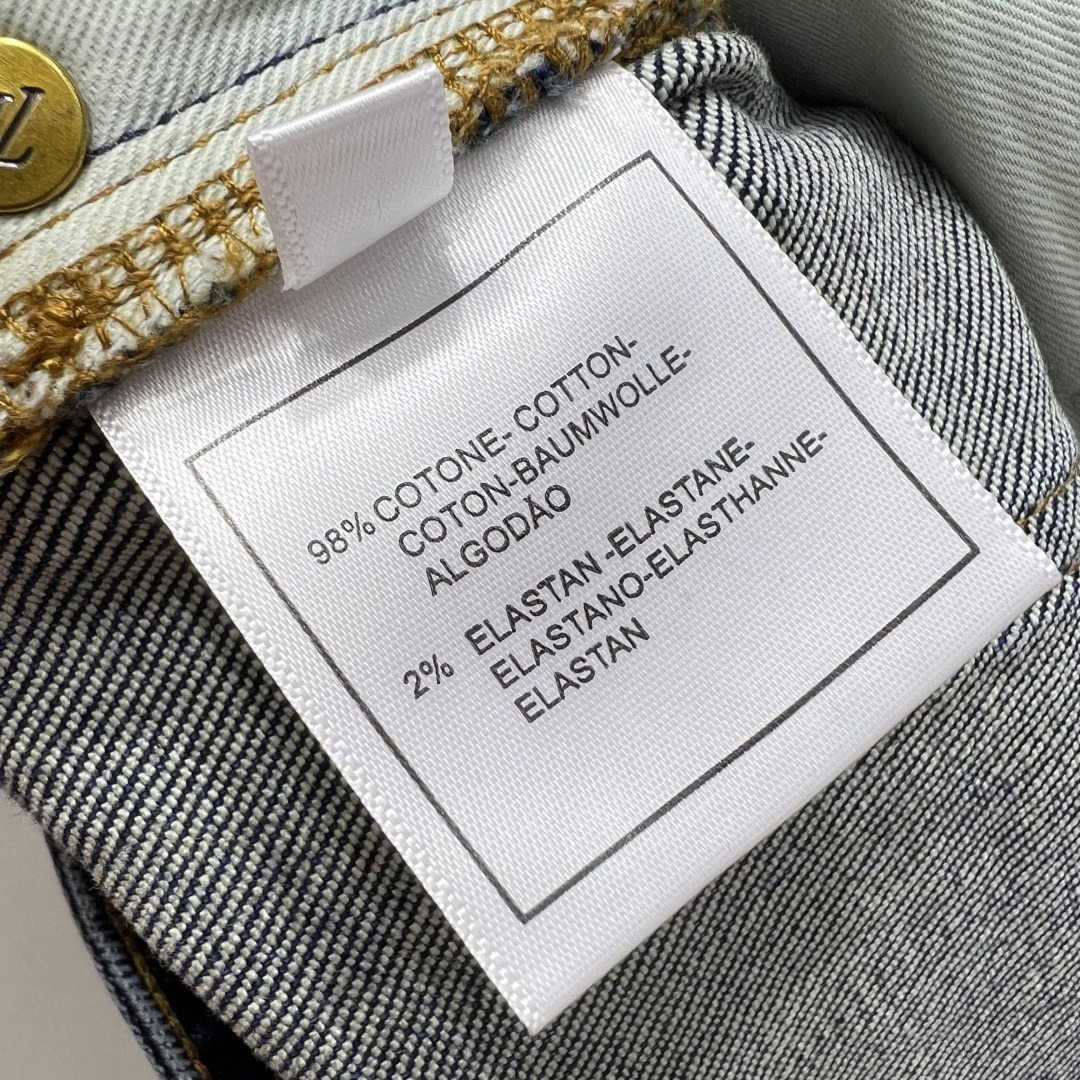 98% COTONE- COTTON-
COTON-BAUMWOLLE-
ALGODÃO
2% ELASTAN -ELASTANE-
ELASTANO-ELASTHANNE-
ELASTAN